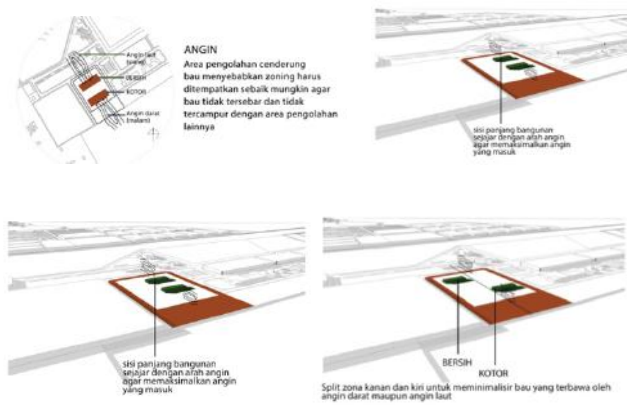 Angin laut
(siang)
BERSIH
KOTOR
Angin darat
(malam)
ANGIN
Area pengolahan cenderung
bau menyebabkan zoning harus
ditempatkan sebaik mungkin agar
bau tidak tersebar dan tidak
tercampur dengan area pengolahan
lainnya
sisi panjang bangunan
sejajar dengan arah angin
agar memaksimalkan angin
yang masuk
sisi panjang bangunan
sejajar dengan arah angin
agar memaksimalkan angin
yang masuk
BERSIH
KOTOR
Split zona kanan dan kiri untuk meminimalisir bau yang terbawa oleh
angin darat maupun angin laut